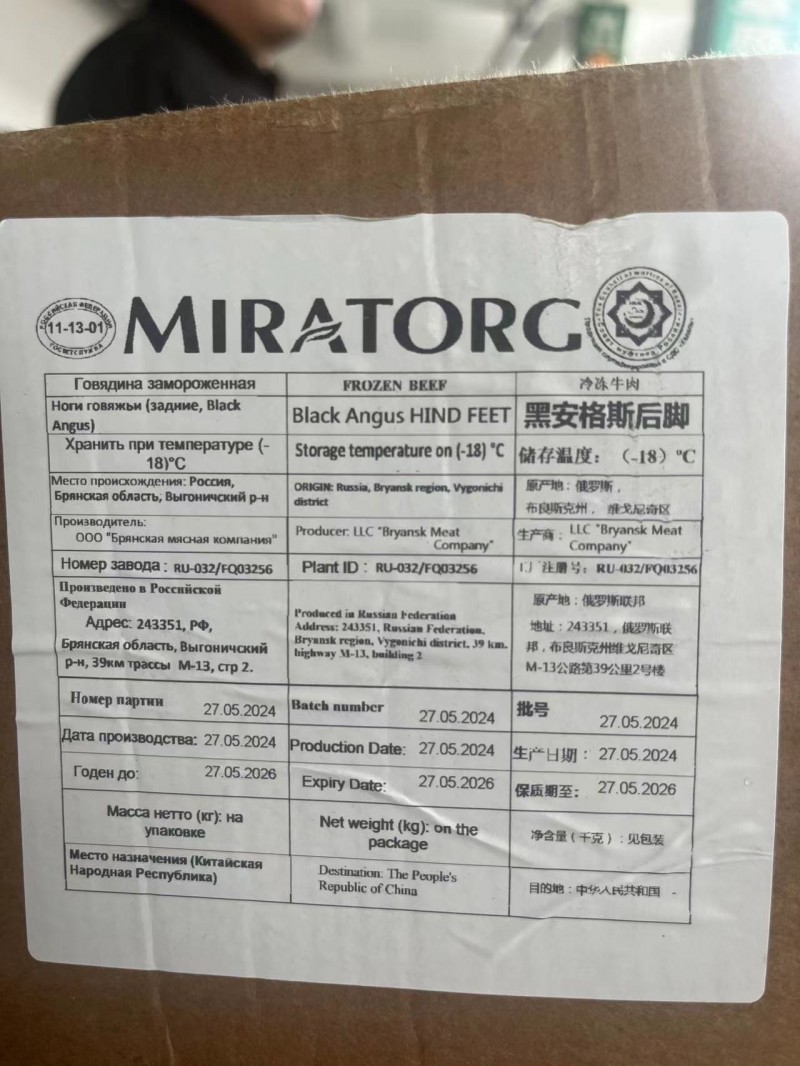 11-13-01
MIRATORG
Говядина замороженная
FROZEN BEEF
冷冻牛肉
Ноги говяжьи (задние, Black
Angus)
Black Angus HIND FEET
黑安格斯后脚
Хранить при температуре (-
18)°C
Storage temperature on (-18) °C
储存温度：（-18）°C
Место происхождения: Россия,
Брянская область, Выгоничский р-н
ORIGIN: Russia, Bryansk region, Vygonichi
district
原产地：俄罗斯，
布良斯克州， 维戈尼奇区
Производитель:
ООО "Брянская мясная компания"
Producer: LLC "Bryansk Meat
Company"
生产商：LLC "Bryansk Meat
Company"
Номер завода : RU-032/FQ03256
Plant ID : RU-032/FQ03256
注册号：RU-032/FQ03256
Произведено в Российской
Федерации
Адрес: 243351, РФ,
Брянская область, Выгоничский
р-н, 39км трассы М-13, стр 2.
Produced in Russian Federation
Address: 243351, Russian Federation,
Bryansk region, Vygonichi district, 39 km.
highway M-13, building 2
原产地：俄罗斯联邦
地址：243351，俄罗斯联
邦，布良斯克州维戈尼奇区
M-13公路第39公里2号楼
Номер партии 27.05.2024
Batch number 27.05.2024
批号 27.05.2024
Дата производства: 27.05.2024
Production Date: 27.05.2024
生产日期：27.05.2024
Годен до: 27.05.2026
Expiry Date: 27.05.2026
保质期至： 27.05.2026
Масса нетто (кг): на
упаковке
Net weight (kg): on the
package
净含量（千克）：见包装
Место назначения (Китайская
Народная Республика)
Destination: The People's
Republic of China
目的地：中华人民共和国 -